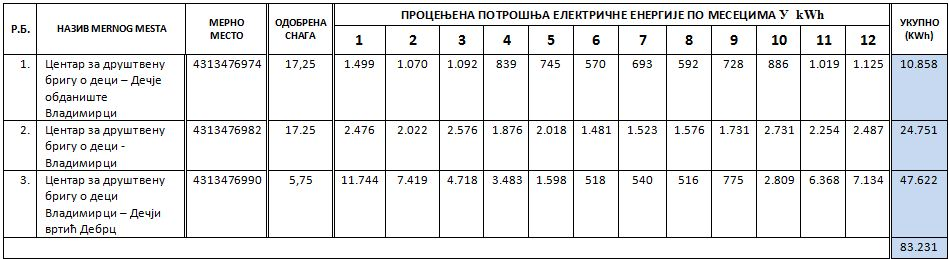 Р.Б. НАЗИВ MERNOG MESTA МЕРНО МЕСТО ОДОБРЕНА СНАГА ПРОЦЕЊЕНА ПОТРОШЊА ЕЛЕКТРИЧНЕ ЕНЕРГИЈЕ ПО МЕСЕЦИМА У kWh УКУПНО (KWh)
1 2 3 4 5 6 7 8 9 10 11 12
1. Центар за друштвену 4313476974 17,25 1.499 1.070 1.092 839 745 570 693 592 728 886 1.019 1.125 10.858
бригу о деци – Дечје
обданиште
Владимирци
2. Центар за друштвену 4313476982 17.25 2.476 2.022 2.576 1.876 2.018 1.481 1.523 1.576 1.731 2.731 2.254 2.487 24.751
бригу о деци -
Владимирци
3. Центар за друштвену 4313476990 5,75 11.744 7.419 4.718 3.483 1.598 518 540 516 775 2.809 6.368 7.134 47.622
бригу о деци
Владимирци – Дечји
вртић Дебрц
83.231